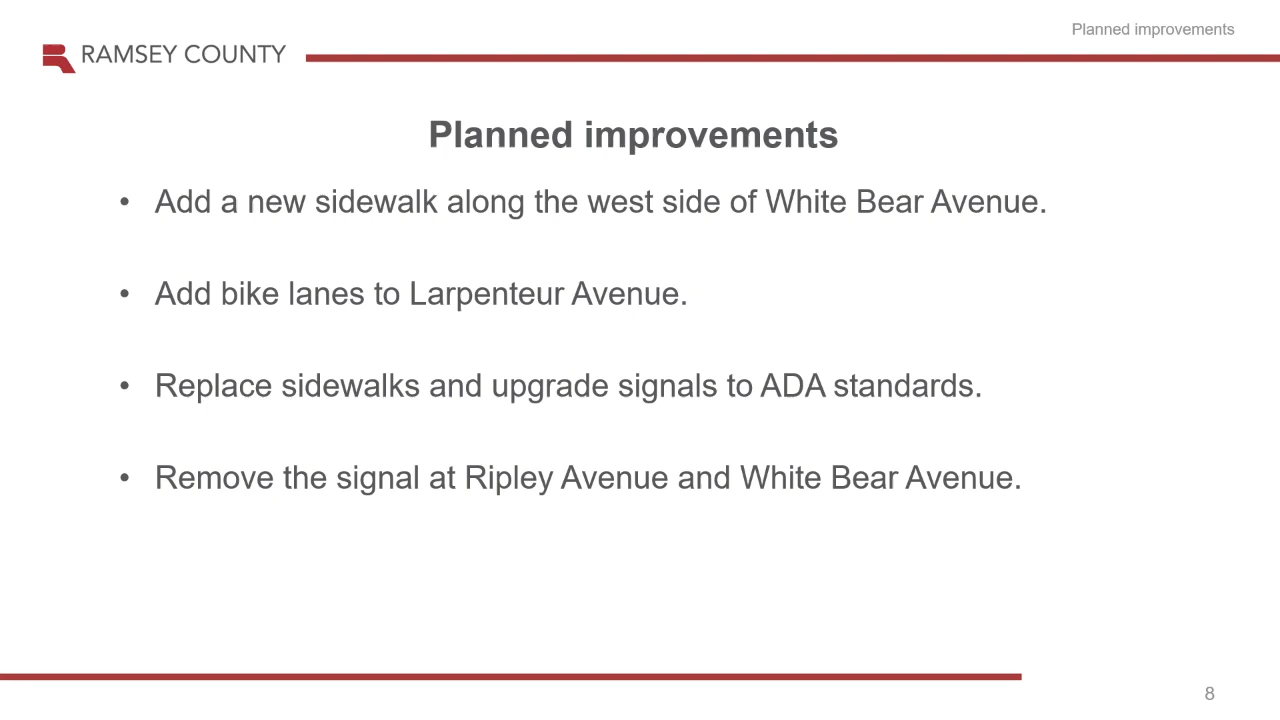 Planned improvements
RAMSEY COUNTY
Planned improvements
• Add a new sidewalk along the west side of White Bear Avenue.
• Add bike lanes to Larpenteur Avenue.
• Replace sidewalks and upgrade signals to ADA standards.
• Remove the signal at Ripley Avenue and White Bear Avenue.
8